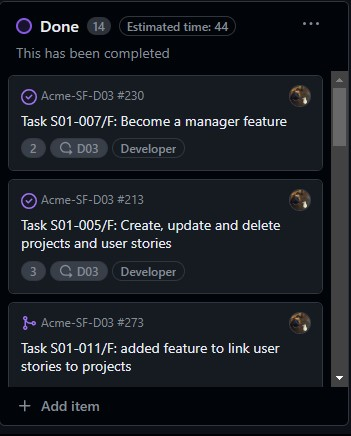 Done 14 Estimated time: 44 ...
This has been completed
Acme-SF-D03 #230
Task S01-007/F: Become a manager feature
2 D03 Developer
Acme-SF-D03 #213
Task S01-005/F: Create, update and delete
projects and user stories
3 D03 Developer
Acme-SF-D03 #273
Task S01-011/F: added feature to link user
stories to projects
+ Add item